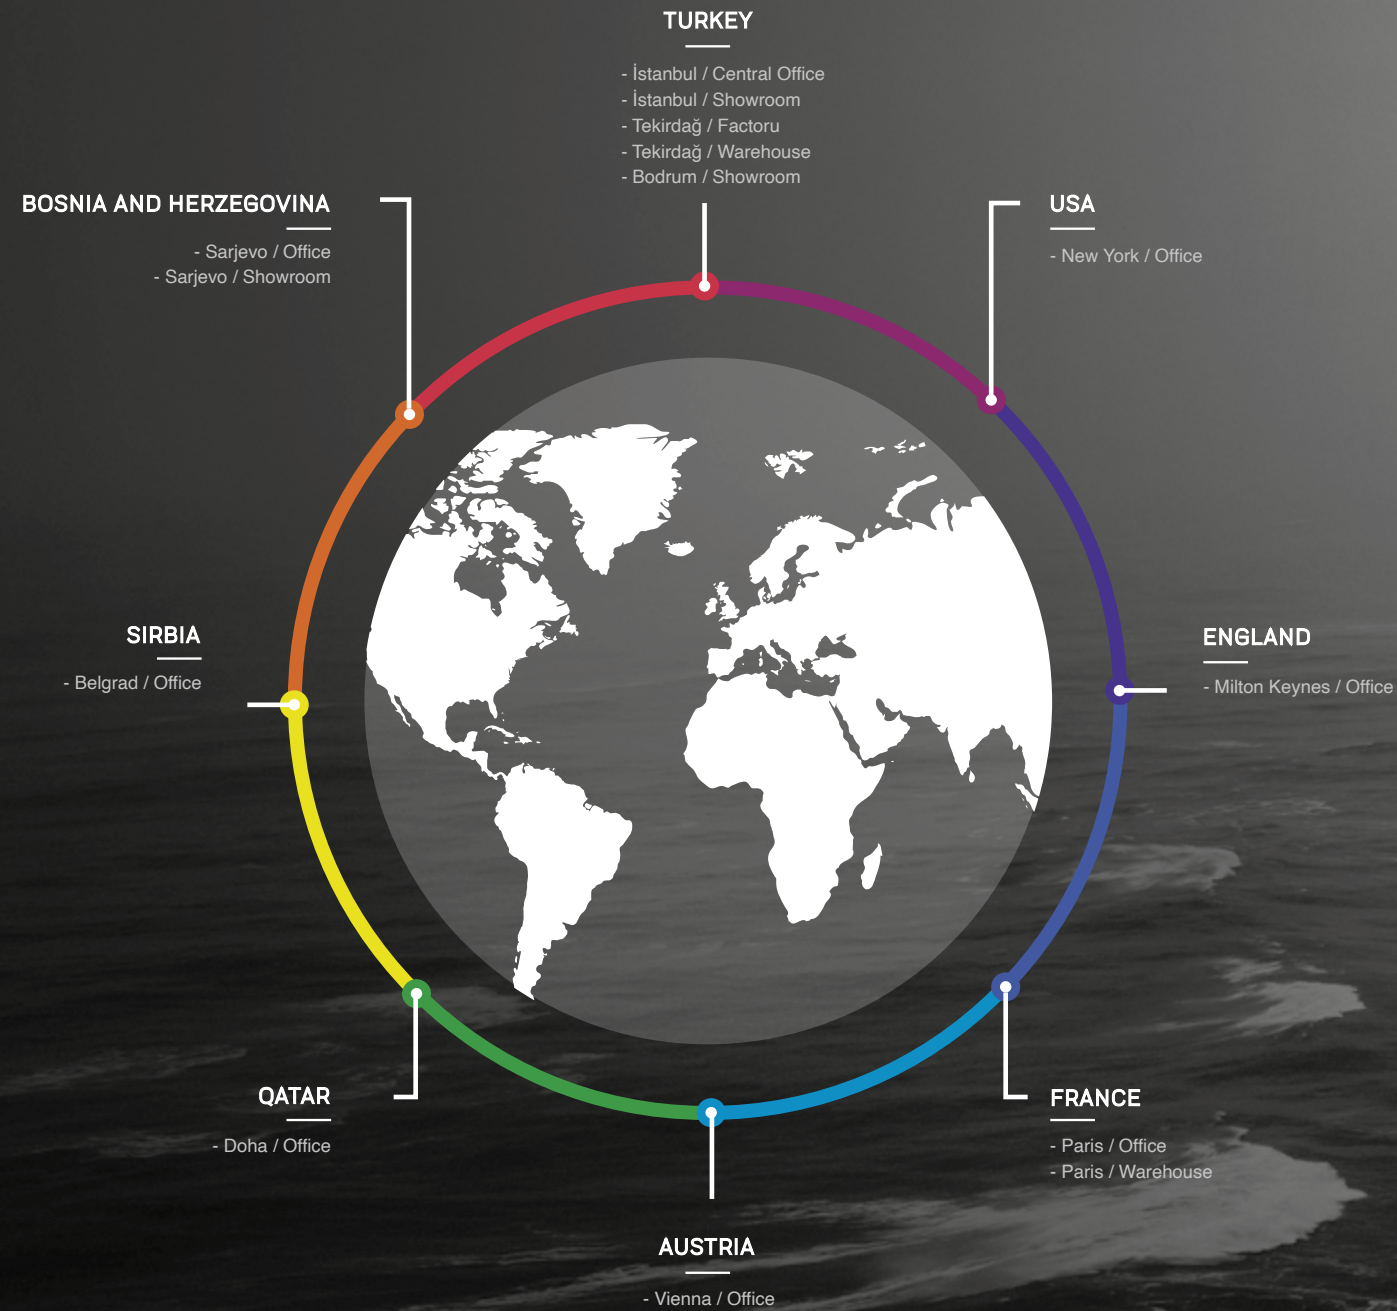 TURKEY
- İstanbul / Central Office
- İstanbul / Showroom
- Tekirdağ / Factoru
- Tekirdağ / Warehouse
- Bodrum / Showroom
BOSNIA AND HERZEGOVINA
- Sarjevo / Office
- Sarjevo / Showroom
USA
- New York / Office
SIRBIA
- Belgrad / Office
ENGLAND
- Milton Keynes / Office
QATAR
- Doha / Office
FRANCE
- Paris / Office
- Paris / Warehouse
AUSTRIA
- Vienna / Office